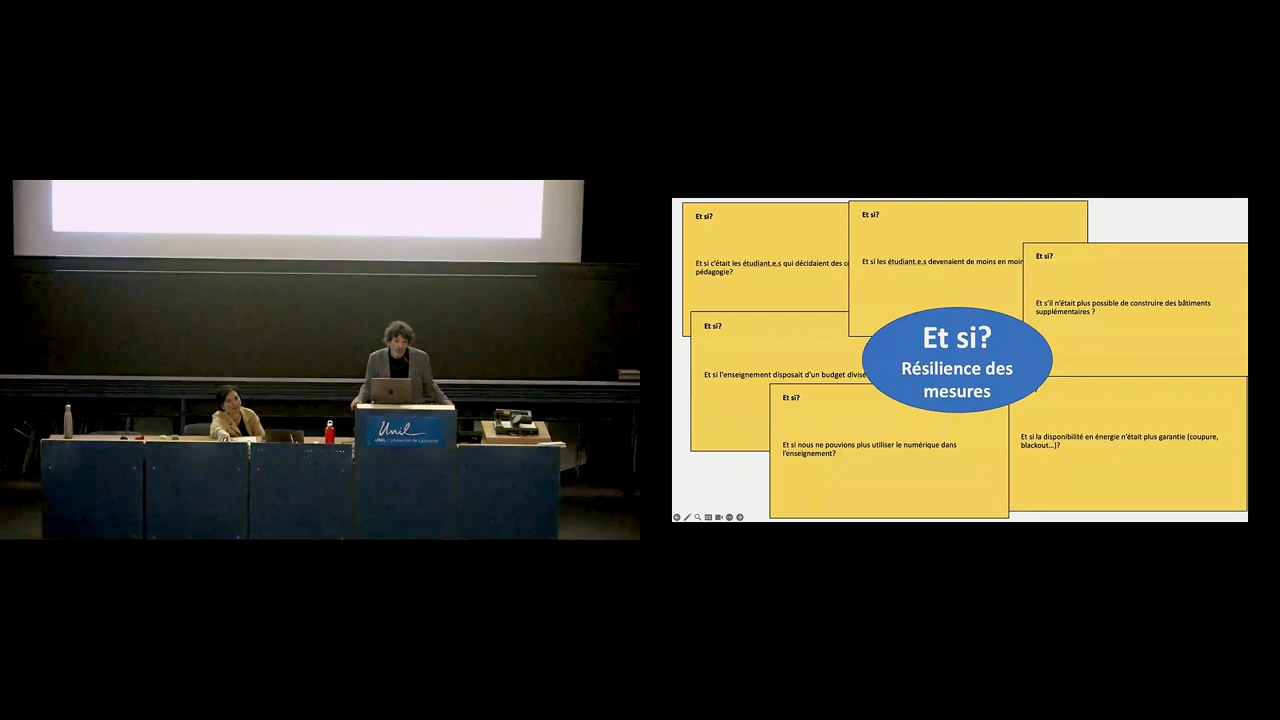 Unil
UNIL | Université de Lausanne
Et si?
Et si c'était les étudiant.e.s qui décidaient des
pédagogie?
Et si?
Et si les étudiant.e.s devenaient de moins en
Et si?
Et s'il n'était plus possible de construire des bâtiments
supplémentaires ?
Et si?
Et si l'enseignement disposait d'un budget
Et si?
Résilience des
mesures
Et si?
Et si nous ne pouvions plus utiliser le numérique dans
l'enseignement?
Et si la disponibilité en énergie n'était plus garantie (coupure,
blackout...)?